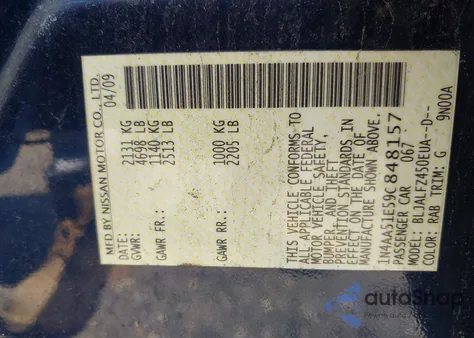 MFD BY NISSAN MOTOR CO., LTD.
04/09
GVWR: 2131 KG
4698 LB
GAWR FR.: 1140 KG
2513 LB
GAWR RR.: 1000 KG
2205 LB
THIS VEHICLE CONFORMS TO
ALL APPLICABLE FEDERAL
MOTOR VEHICLE SAFETY,
BUMPER, AND THEFT
PREVENTION STANDARDS IN
EFFECT ON THE DATE OF
MANUFACTURE SHOWN ABOVE.
1N4AA51E59C848157
PASSENGER CAR 067
MODEL: BLJALFZ450EUA--D--
COLOR: RAB TRIM: G 9N00A
autoShop